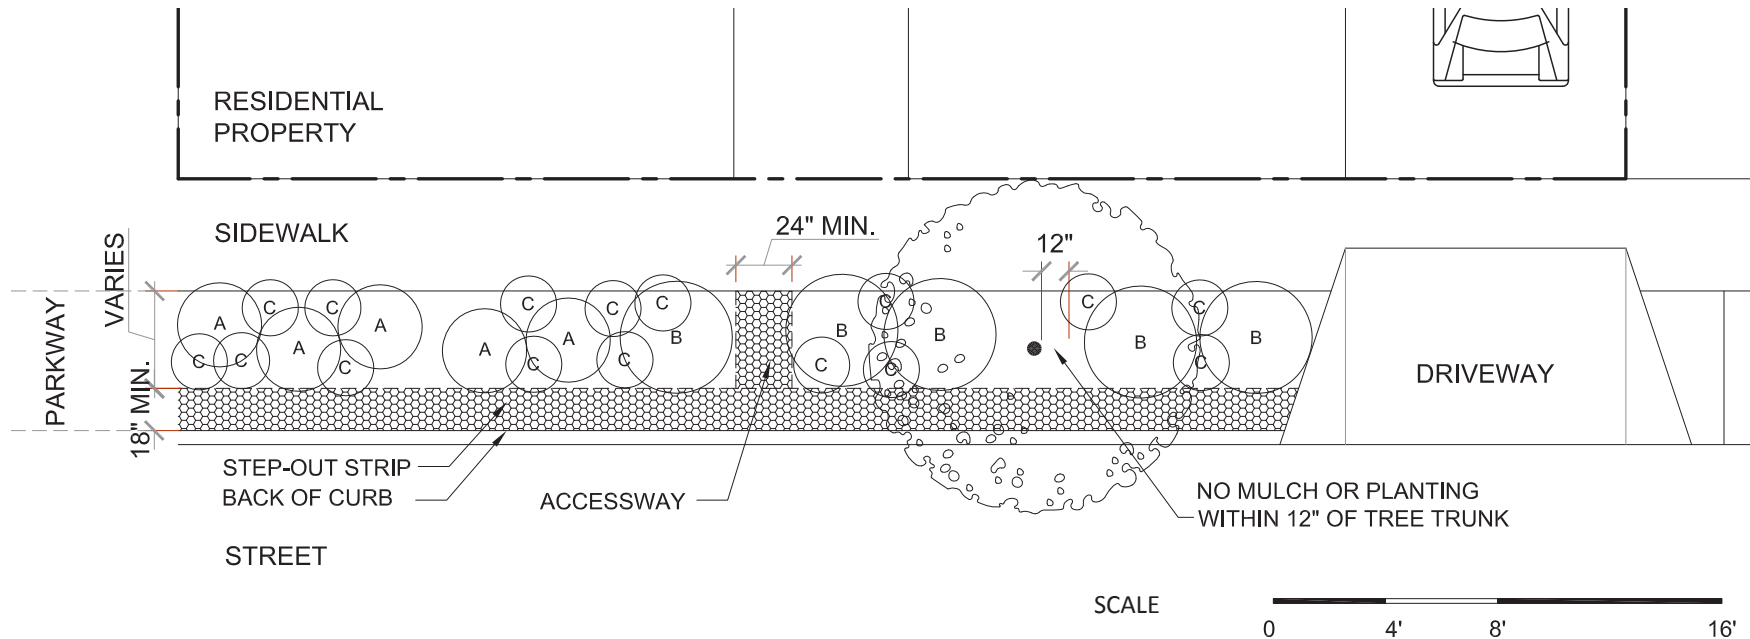 RESIDENTIAL
PROPERTY
SIDEWALK
24" MIN.
12"
VARIES
PARKWAY
18" MIN.
C
C
C
C
C
C
C
A
A
A
A
A
B
B
B
B
B
C
C
C
C
C
C
C
C
C
C
DRIVEWAY
STEP-OUT STRIP
BACK OF CURB
ACCESSWAY
NO MULCH OR PLANTING
WITHIN 12" OF TREE TRUNK
STREET
SCALE
0 4' 8' 16'